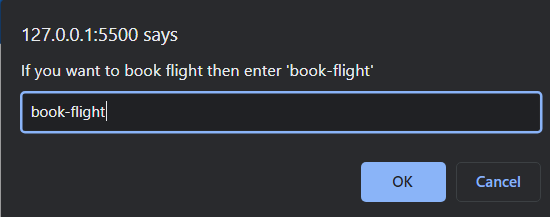 127.0.0.1:5500 says
If you want to book flight then enter 'book-flight'
book-flight
OK Cancel